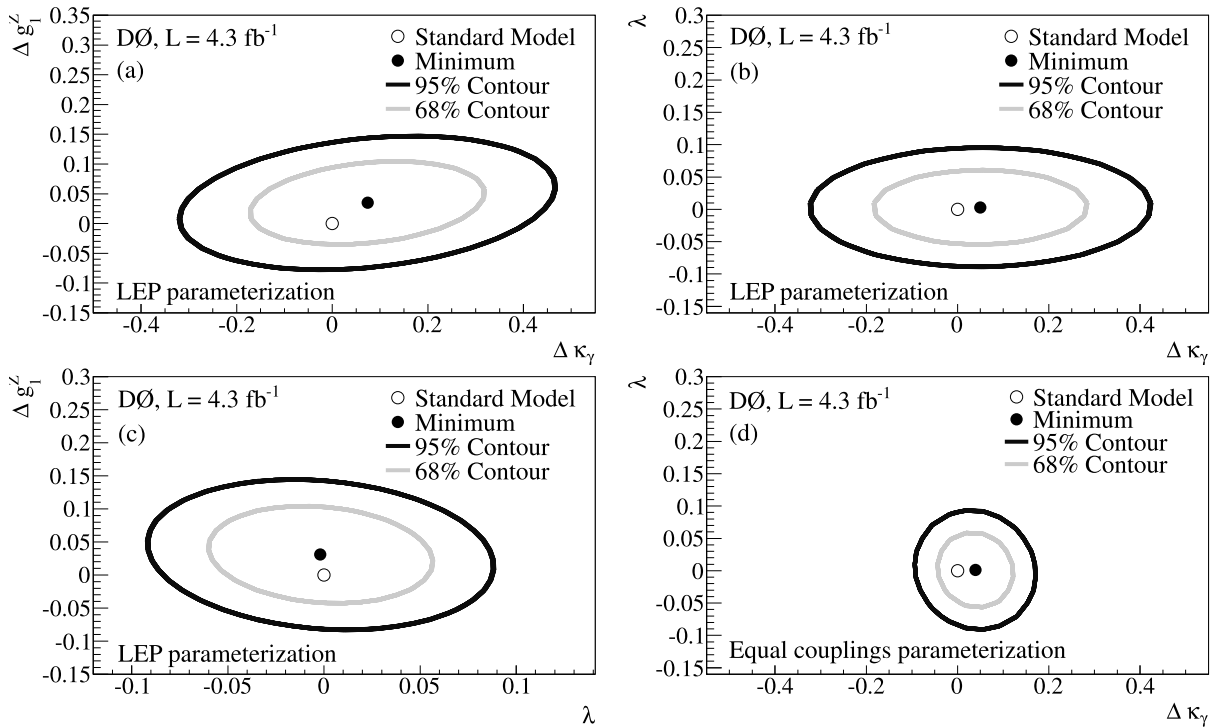 Δ g₁ᶻ
0.35
0.3
0.25
0.2
0.15
0.1
0.05
0
-0.05
-0.1
-0.15
DØ, L = 4.3 fb⁻¹
(a)
Standard Model
Minimum
95% Contour
68% Contour
LEP parameterization
-0.4 -0.2 0 0.2 0.4
Δ κᵧ
λ
0.3
0.25
0.2
0.15
0.1
0.05
0
-0.05
-0.1
-0.15
DØ, L = 4.3 fb⁻¹
(b)
Standard Model
Minimum
95% Contour
68% Contour
LEP parameterization
-0.4 -0.2 0 0.2 0.4
Δ κᵧ
Δ g₁ᶻ
0.3
0.25
0.2
0.15
0.1
0.05
0
-0.05
-0.1
-0.15
DØ, L = 4.3 fb⁻¹
(c)
Standard Model
Minimum
95% Contour
68% Contour
LEP parameterization
-0.1 -0.05 0 0.05 0.1
λ
λ
0.3
0.25
0.2
0.15
0.1
0.05
0
-0.05
-0.1
-0.15
DØ, L = 4.3 fb⁻¹
(d)
Standard Model
Minimum
95% Contour
68% Contour
Equal couplings parameterization
-0.4 -0.2 0 0.2 0.4
Δ κᵧ